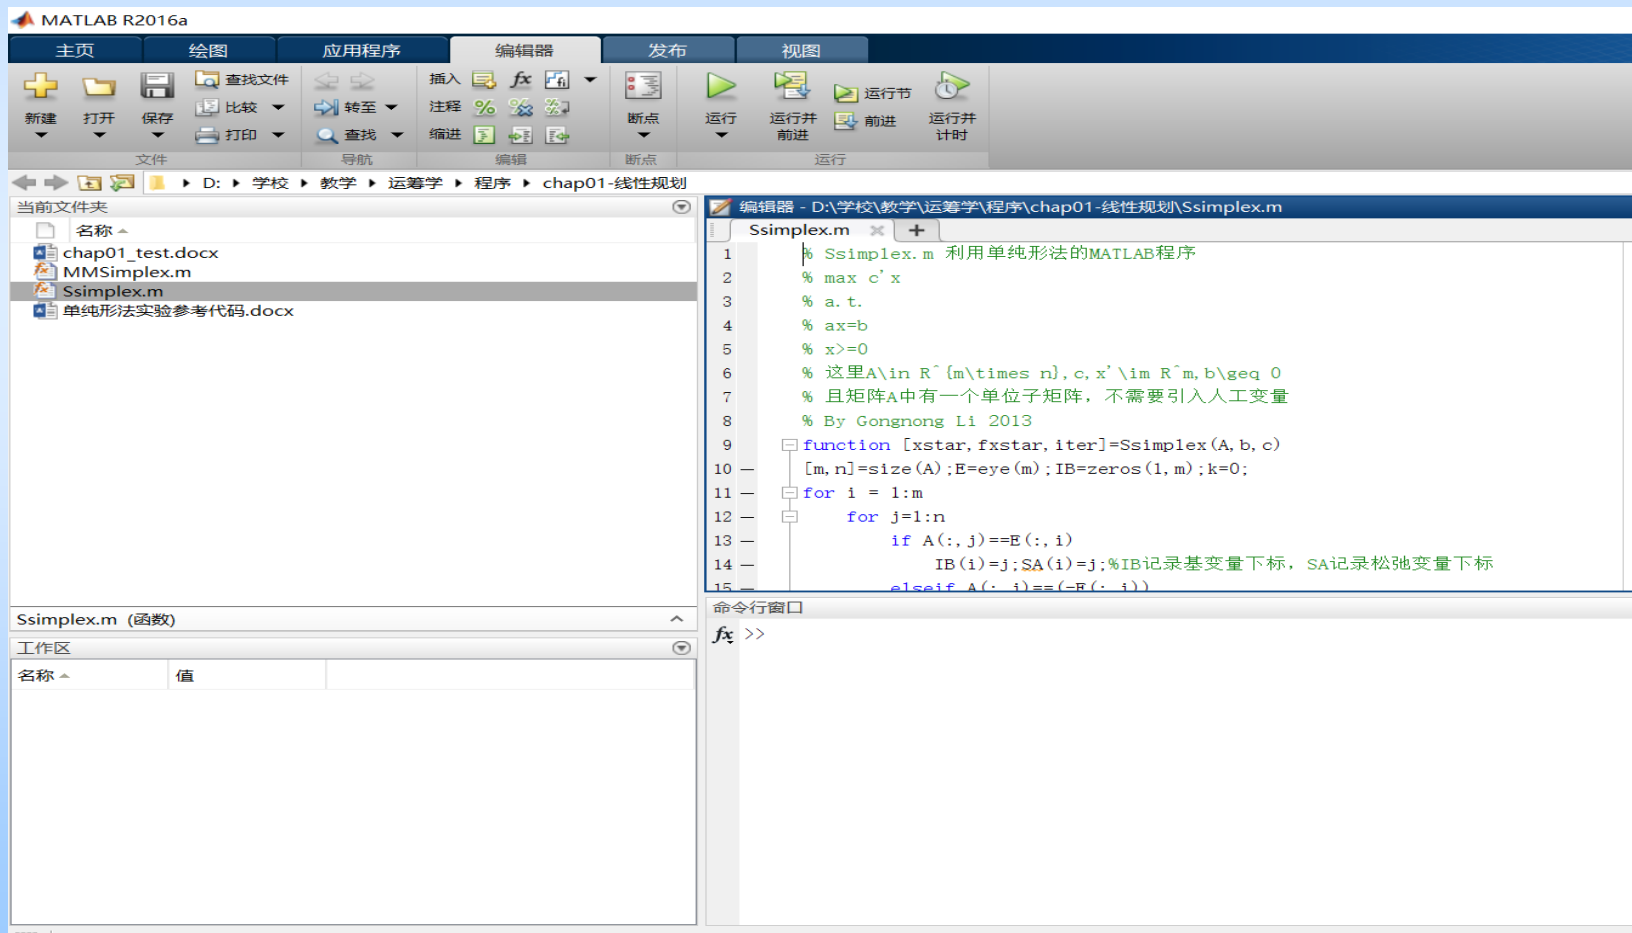 MATLAB R2016a
主页 绘图 应用程序 编辑器 发布 视图
新建 打开 保存 查找文件 比较 打印
转至 查找
插入 fx fi
注释
缩进
断点
运行 运行并前进 运行节 前进 运行并计时
文件 导航 编辑 断点 运行
D: 学校 教学 运筹学 程序 chap01-线性规划
当前文件夹
名称
chap01_test.docx
MMSimplex.m
Ssimplex.m
单纯形法实验参考代码.docx
Ssimplex.m (函数)
工作区
名称 值
编辑器 - D:\学校\教学\运筹学\程序\chap01-线性规划\Ssimplex.m
Ssimplex.m
1 % Ssimplex.m 利用单纯形法的MATLAB程序
2 % max c'x
3 % a.t.
4 % ax=b
5 % x>=0
6 % 这里A\in R^{m\times n},c,x'\im R^m,b\geq 0
7 % 且矩阵A中有一个单位子矩阵，不需要引入人工变量
8 % By Gongnong Li 2013
9 function [xstar,fxstar,iter]=Ssimplex(A,b,c)
10 [m,n]=size(A);E=eye(m);IB=zeros(1,m);k=0;
11 for i = 1:m
12 for j=1:n
13 if A(:,j)==E(:,i)
14 IB(i)=j;SA(i)=j;%IB记录基变量下标，SA记录松弛变量下标
15 elseif A(:,j)==(-E(:,i))
命令行窗口
fx >>